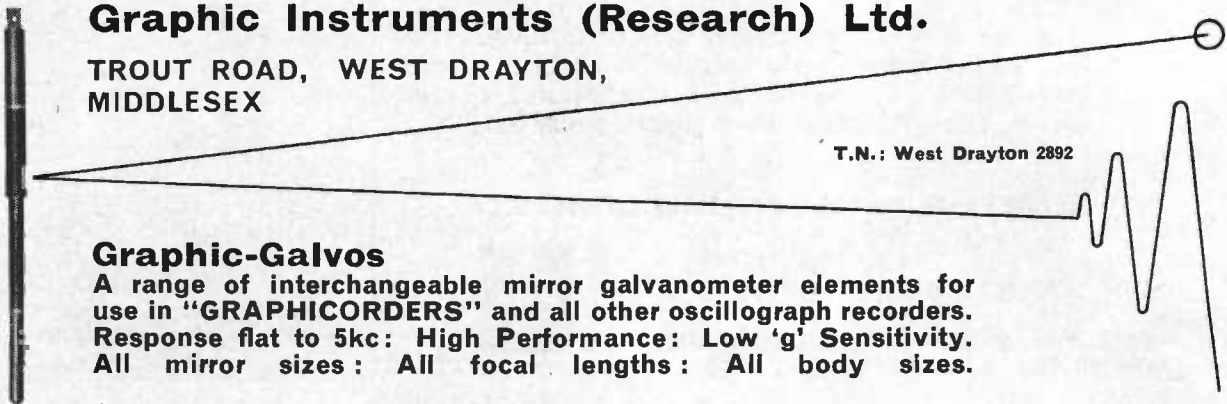 Graphic Instruments (Research) Ltd.
TROUT ROAD, WEST DRAYTON,
MIDDLESEX
T.N.: West Drayton 2892
Graphic-Galvos
A range of interchangeable mirror galvanometer elements for
use in "GRAPHICORDERS" and all other oscillograph recorders.
Response flat to 5kc: High Performance: Low 'g' Sensitivity.
All mirror sizes : All focal lengths : All body sizes.